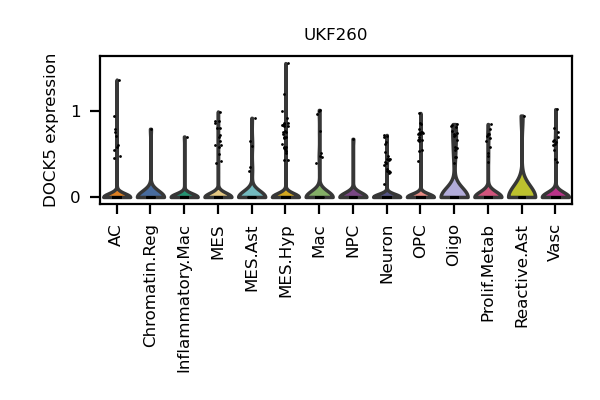 UKF260
DOCK5 expression
1
0
AC
Chromatin.Reg
Inflammatory.Mac
MES
MES.Ast
MES.Hyp
Mac
NPC
Neuron
OPC
Oligo
Prolif.Metab
Reactive.Ast
Vasc